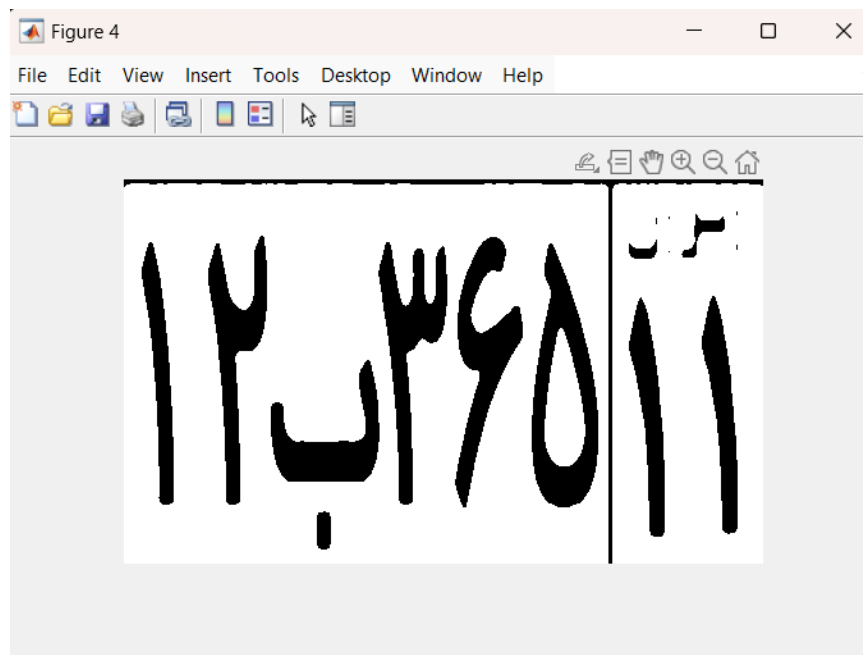 Figure 4
File Edit View Insert Tools Desktop Window Help
۱۲ب۳۶۵
۱۱